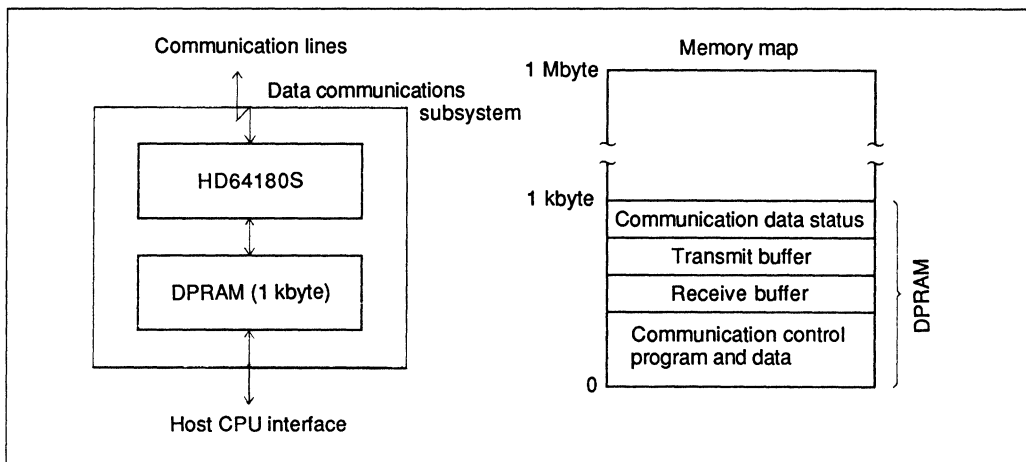 Communication lines
Data communications
subsystem
HD64180S
DPRAM (1 kbyte)
Host CPU interface
Memory map
1 Mbyte
1 kbyte
Communication data status
Transmit buffer
Receive buffer
Communication control
program and data
0
DPRAM